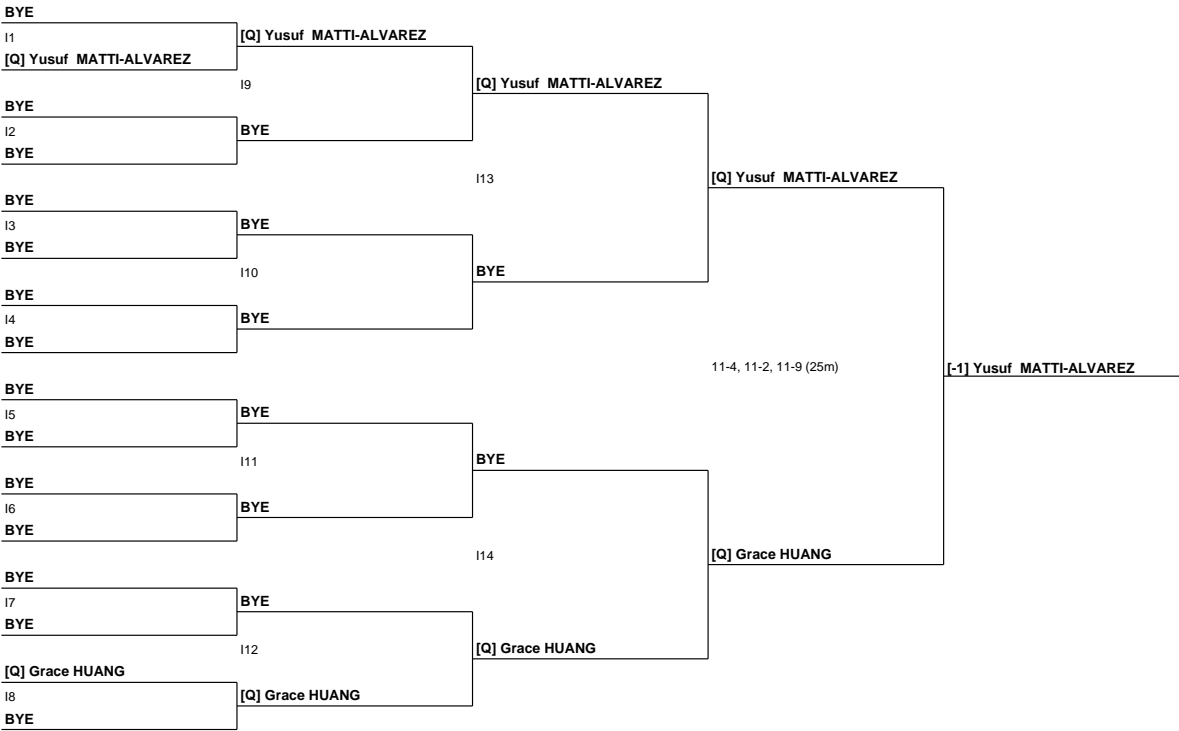 BYE
I1
[Q] Yusuf MATTI-ALVAREZ
BYE
I2
BYE
BYE
I3
BYE
BYE
I4
BYE
BYE
I5
BYE
BYE
I6
BYE
BYE
I7
BYE
[Q] Grace HUANG
I8
BYE
[Q] Yusuf MATTI-ALVAREZ
I9
BYE
BYE
I10
BYE
BYE
I11
BYE
BYE
I12
[Q] Grace HUANG
[Q] Yusuf MATTI-ALVAREZ
I13
BYE
BYE
I14
[Q] Grace HUANG
[Q] Yusuf MATTI-ALVAREZ
11-4, 11-2, 11-9 (25m)
[Q] Grace HUANG
[-1] Yusuf MATTI-ALVAREZ